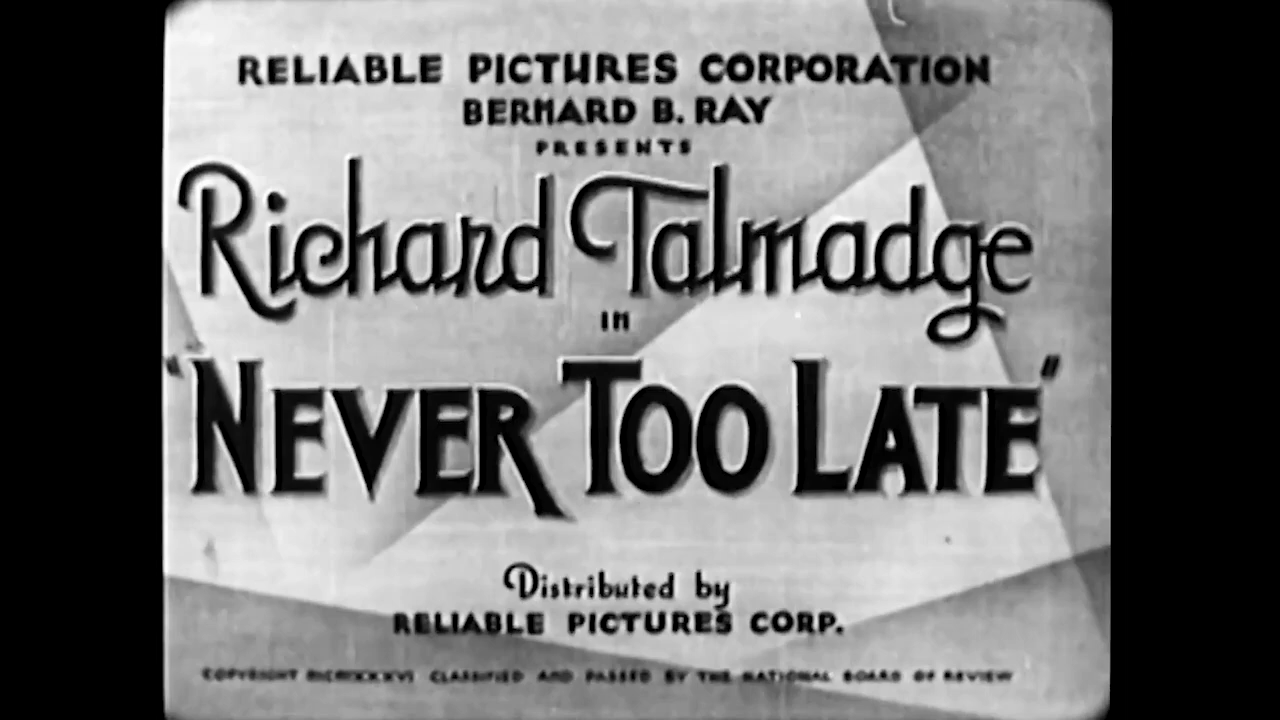 RELIABLE PICTURES CORPORATION
BERNARD B. RAY
PRESENTS
Richard Talmadge
IN
"NEVER TOO LATE"
Distributed by
RELIABLE PICTURES CORP.
COPYRIGHT MCMXXXVI CLASSIFIED AND PASSED BY THE NATIONAL BOARD OF REVIEW